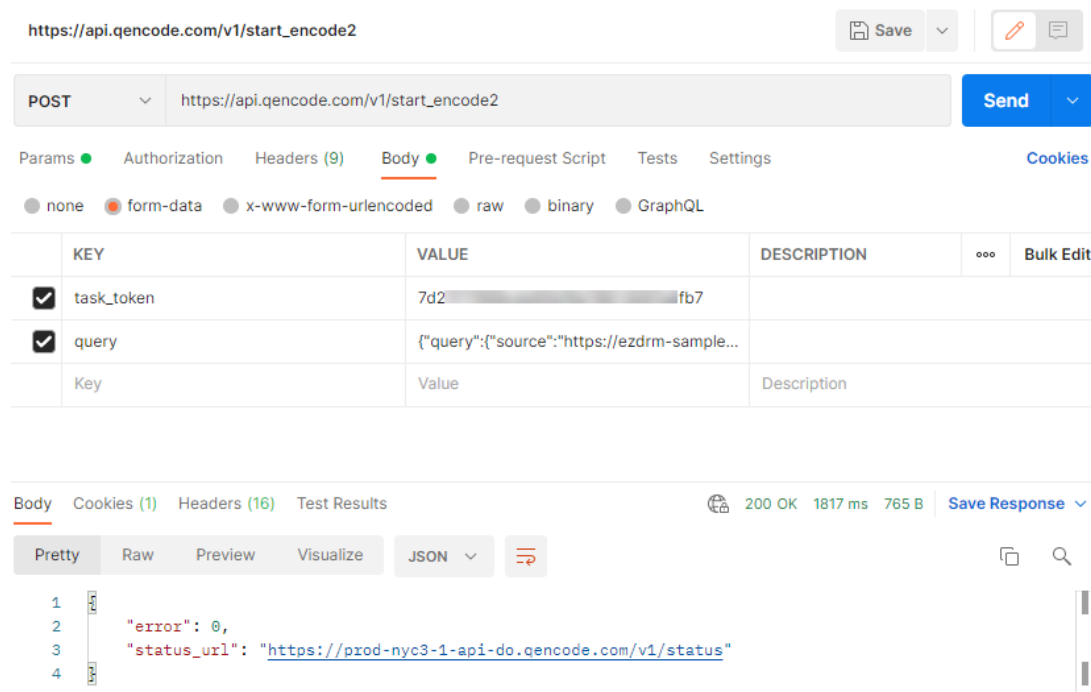 https://api.qencode.com/v1/start_encode2
Save
POST
https://api.qencode.com/v1/start_encode2
Send
Params Authorization Headers (9) Body Pre-request Script Tests Settings Cookies
none form-data x-www-form-urlencoded raw binary GraphQL
KEY VALUE DESCRIPTION ooo Bulk Edit
task_token 7d2 fb7
query {"query":{"source":"https://ezdrm-sample...
Key Value Description
Body Cookies (1) Headers (16) Test Results 200 OK 1817 ms 765 B Save Response
Pretty Raw Preview Visualize JSON
1 {
2 "error": 0,
3 "status_url": "https://prod-nyc3-1-api-do.qencode.com/v1/status"
4 }